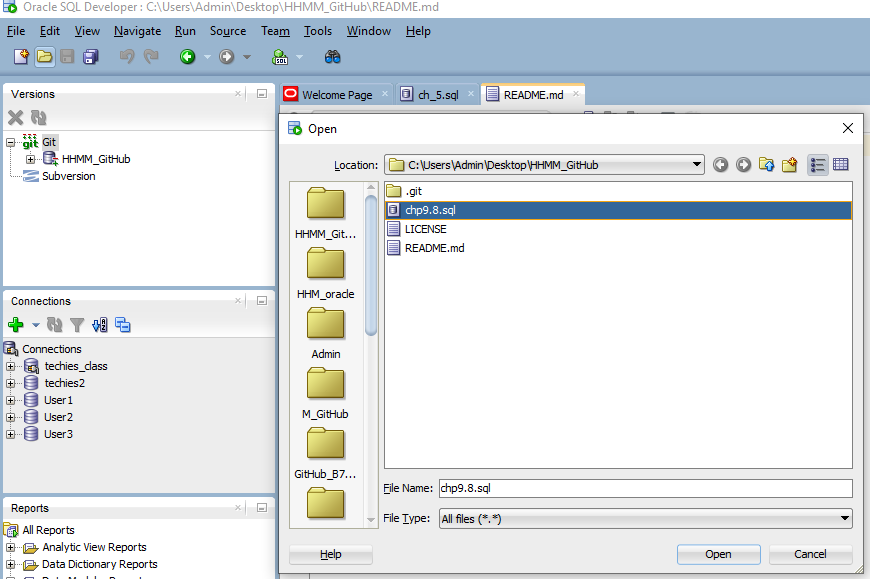 Oracle SQL Developer : C:\Users\Admin\Desktop\HHMM_GitHub\README.md
File Edit View Navigate Run Source Team Tools Window Help
SQL
Versions
Git
HHMM_GitHub
Subversion
Connections
Connections
techies_class
techies2
User1
User2
User3
Reports
All Reports
Analytic View Reports
Data Dictionary Reports
Welcome Page ch_5.sql README.md
Open
Location: C:\Users\Admin\Desktop\HHMM_GitHub
HHMM_Git...
HHM_oracle
Admin
M_GitHub
GitHub_B7...
.git
chp9.8.sql
LICENSE
README.md
File Name: chp9.8.sql
File Type: All files (*.*)
Help Open Cancel